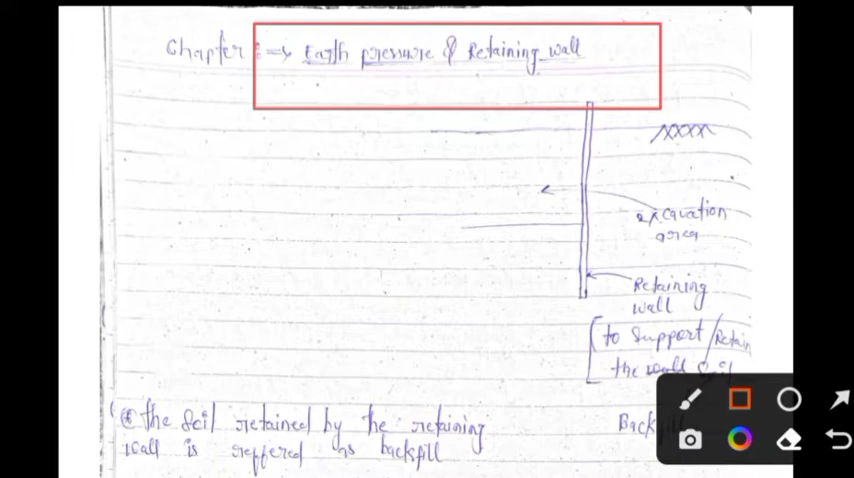 Chapter :⇒ Earth pressure & Retaining wall
xxxx
excavation
area
Retaining
wall
(to Support/Retain
the wall
Backfill
the Soil retained by the retaining
wall is reffered as backfill